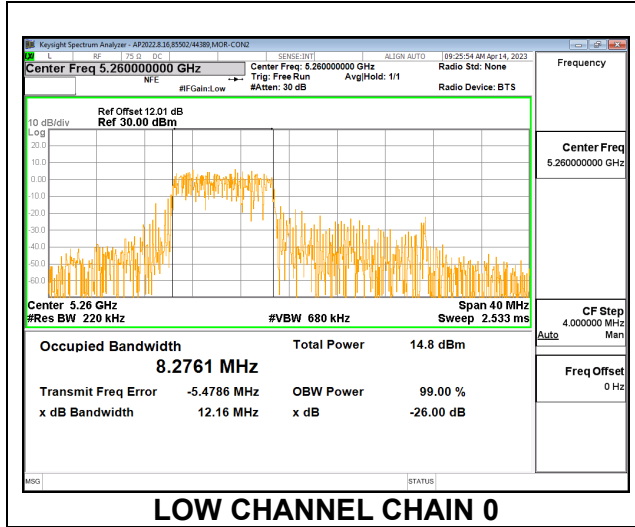 Keysight Spectrum Analyzer - AP2022.8.16,85502/44389,MOR-CON2
LXI L RF 75 Ω DC SENSE:INT ALIGN AUTO 09:25:54 AM Apr 14, 2023
Center Freq 5.260000000 GHz Center Freq: 5.260000000 GHz Radio Std: None Frequency
NFE Trig: Free Run Avg|Hold: 1/1
#IFGain:Low #Atten: 30 dB Radio Device: BTS
Ref Offset 12.01 dB
10 dB/div Ref 30.00 dBm
Log
20.0
10.0
0.00
-10.0
-20.0
-30.0
-40.0
-50.0
-60.0
Center 5.26 GHz Span 40 MHz
#Res BW 220 kHz #VBW 680 kHz Sweep 2.533 ms
Occupied Bandwidth Total Power 14.8 dBm
8.2761 MHz
Transmit Freq Error -5.4786 MHz OBW Power 99.00 %
x dB Bandwidth 12.16 MHz x dB -26.00 dB
Center Freq
5.260000000 GHz
CF Step
4.000000 MHz
Auto Man
Freq Offset
0 Hz
MSG STATUS
LOW CHANNEL CHAIN 0